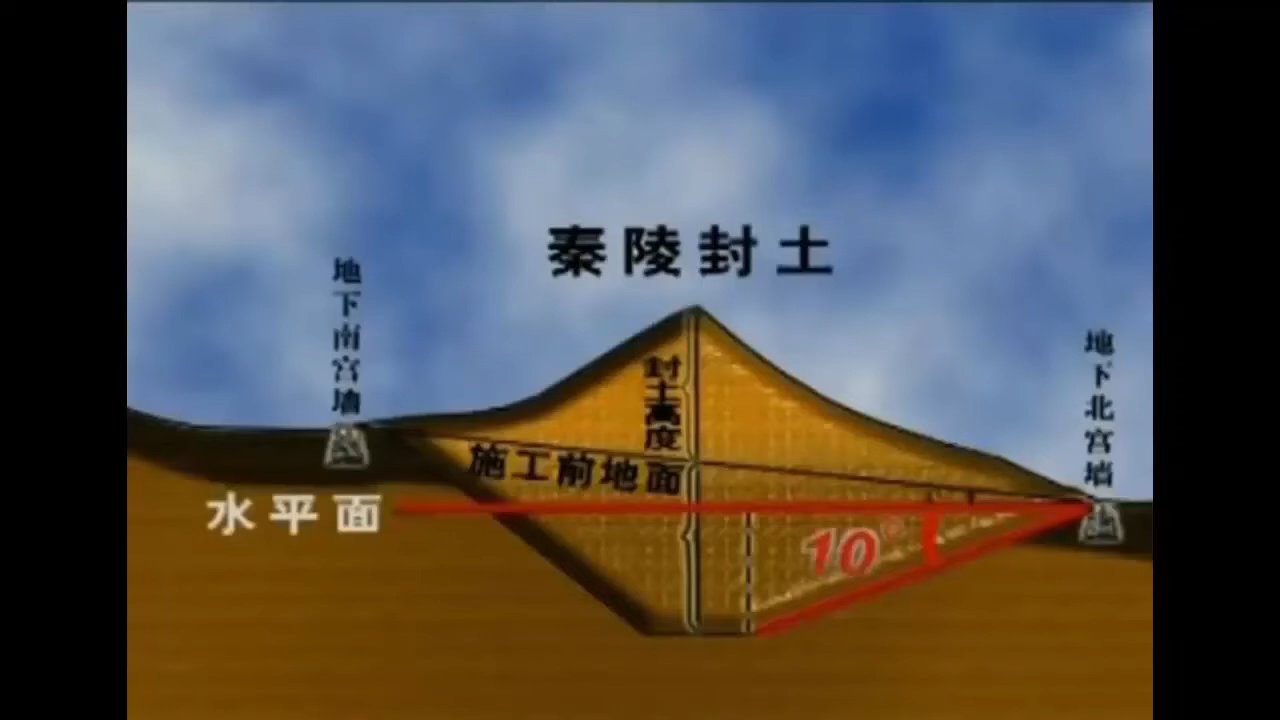 秦陵封土
地下南宫墙
地下北宫墙
封土高度
施工前地面
水平面
10°